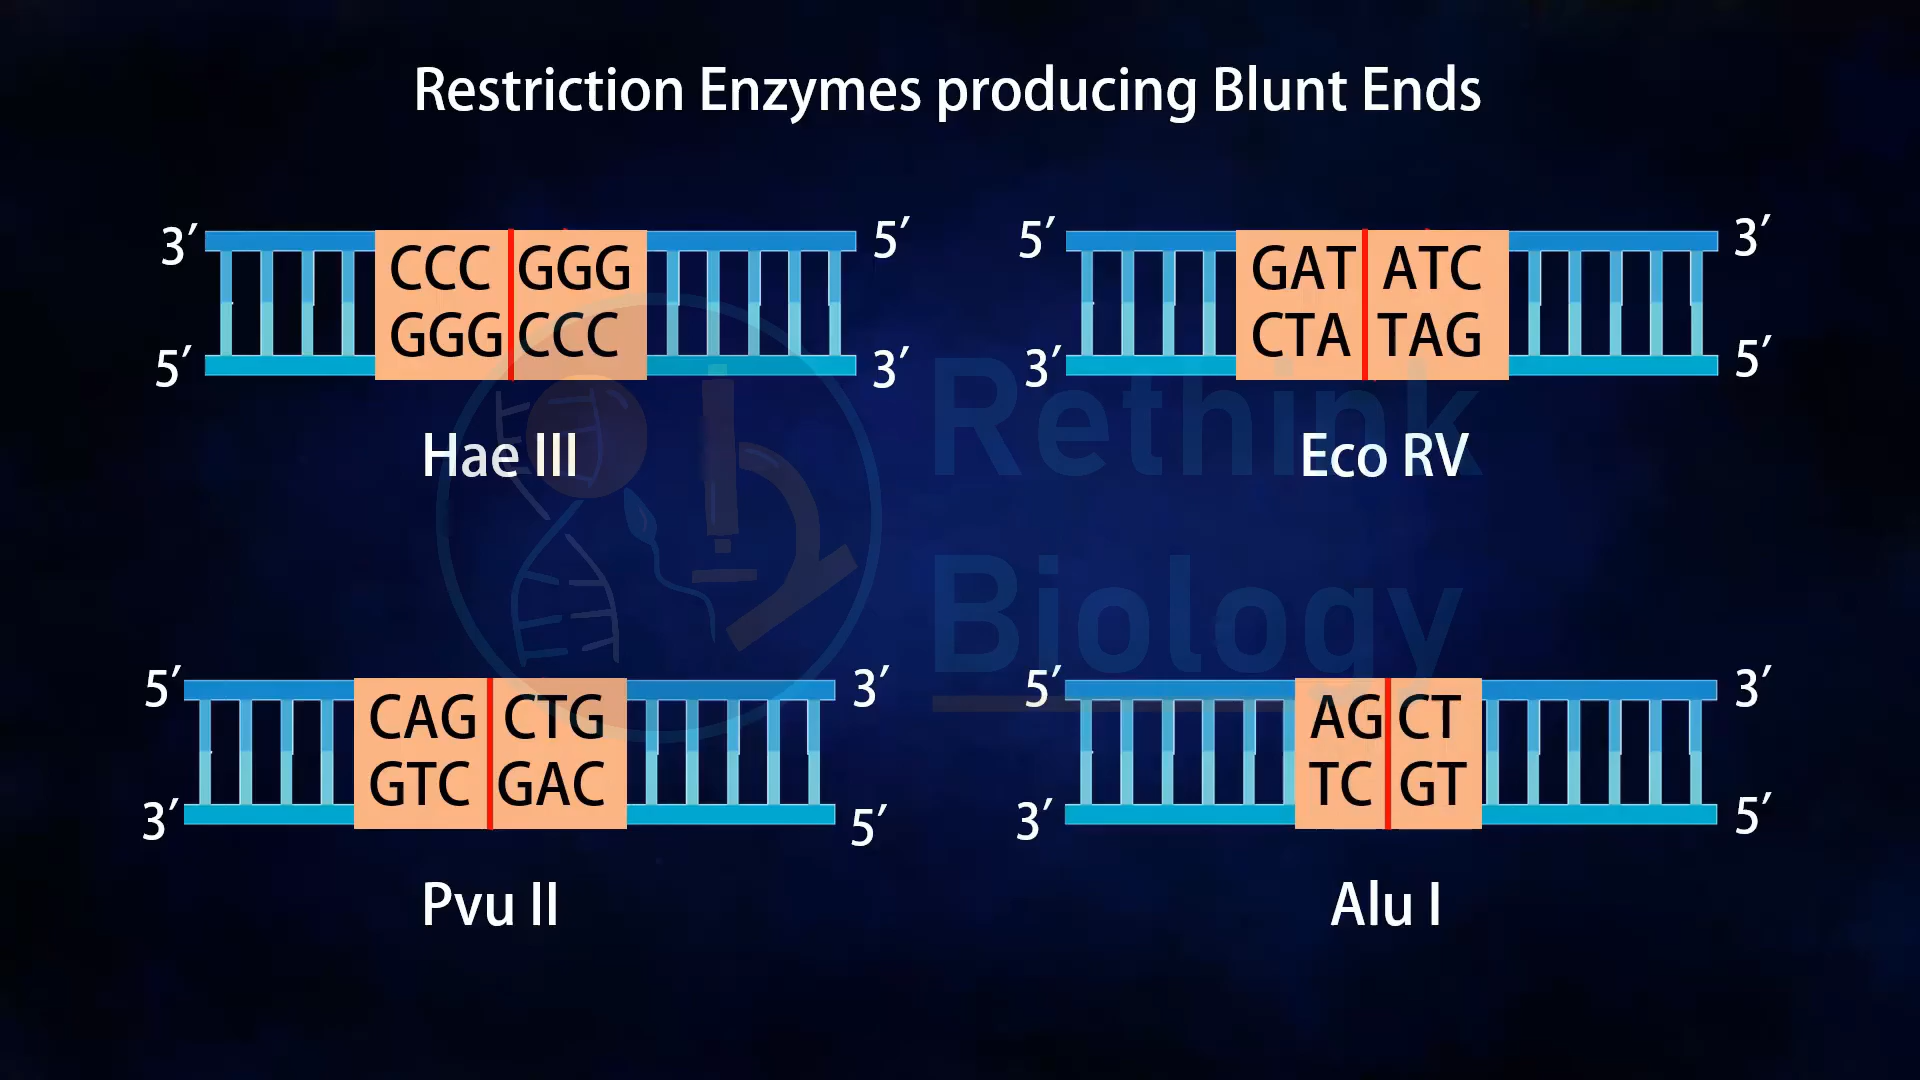 Restriction Enzymes producing Blunt Ends
3′ CCC GGG 5′
5′ GGG CCC 3′
Hae III
5′ GAT ATC 3′
3′ CTA TAG 5′
Eco RV
Rethink
Biology
5′ CAG CTG 3′
3′ GTC GAC 5′
Pvu II
5′ AG CT 3′
3′ TC GT 5′
Alu I